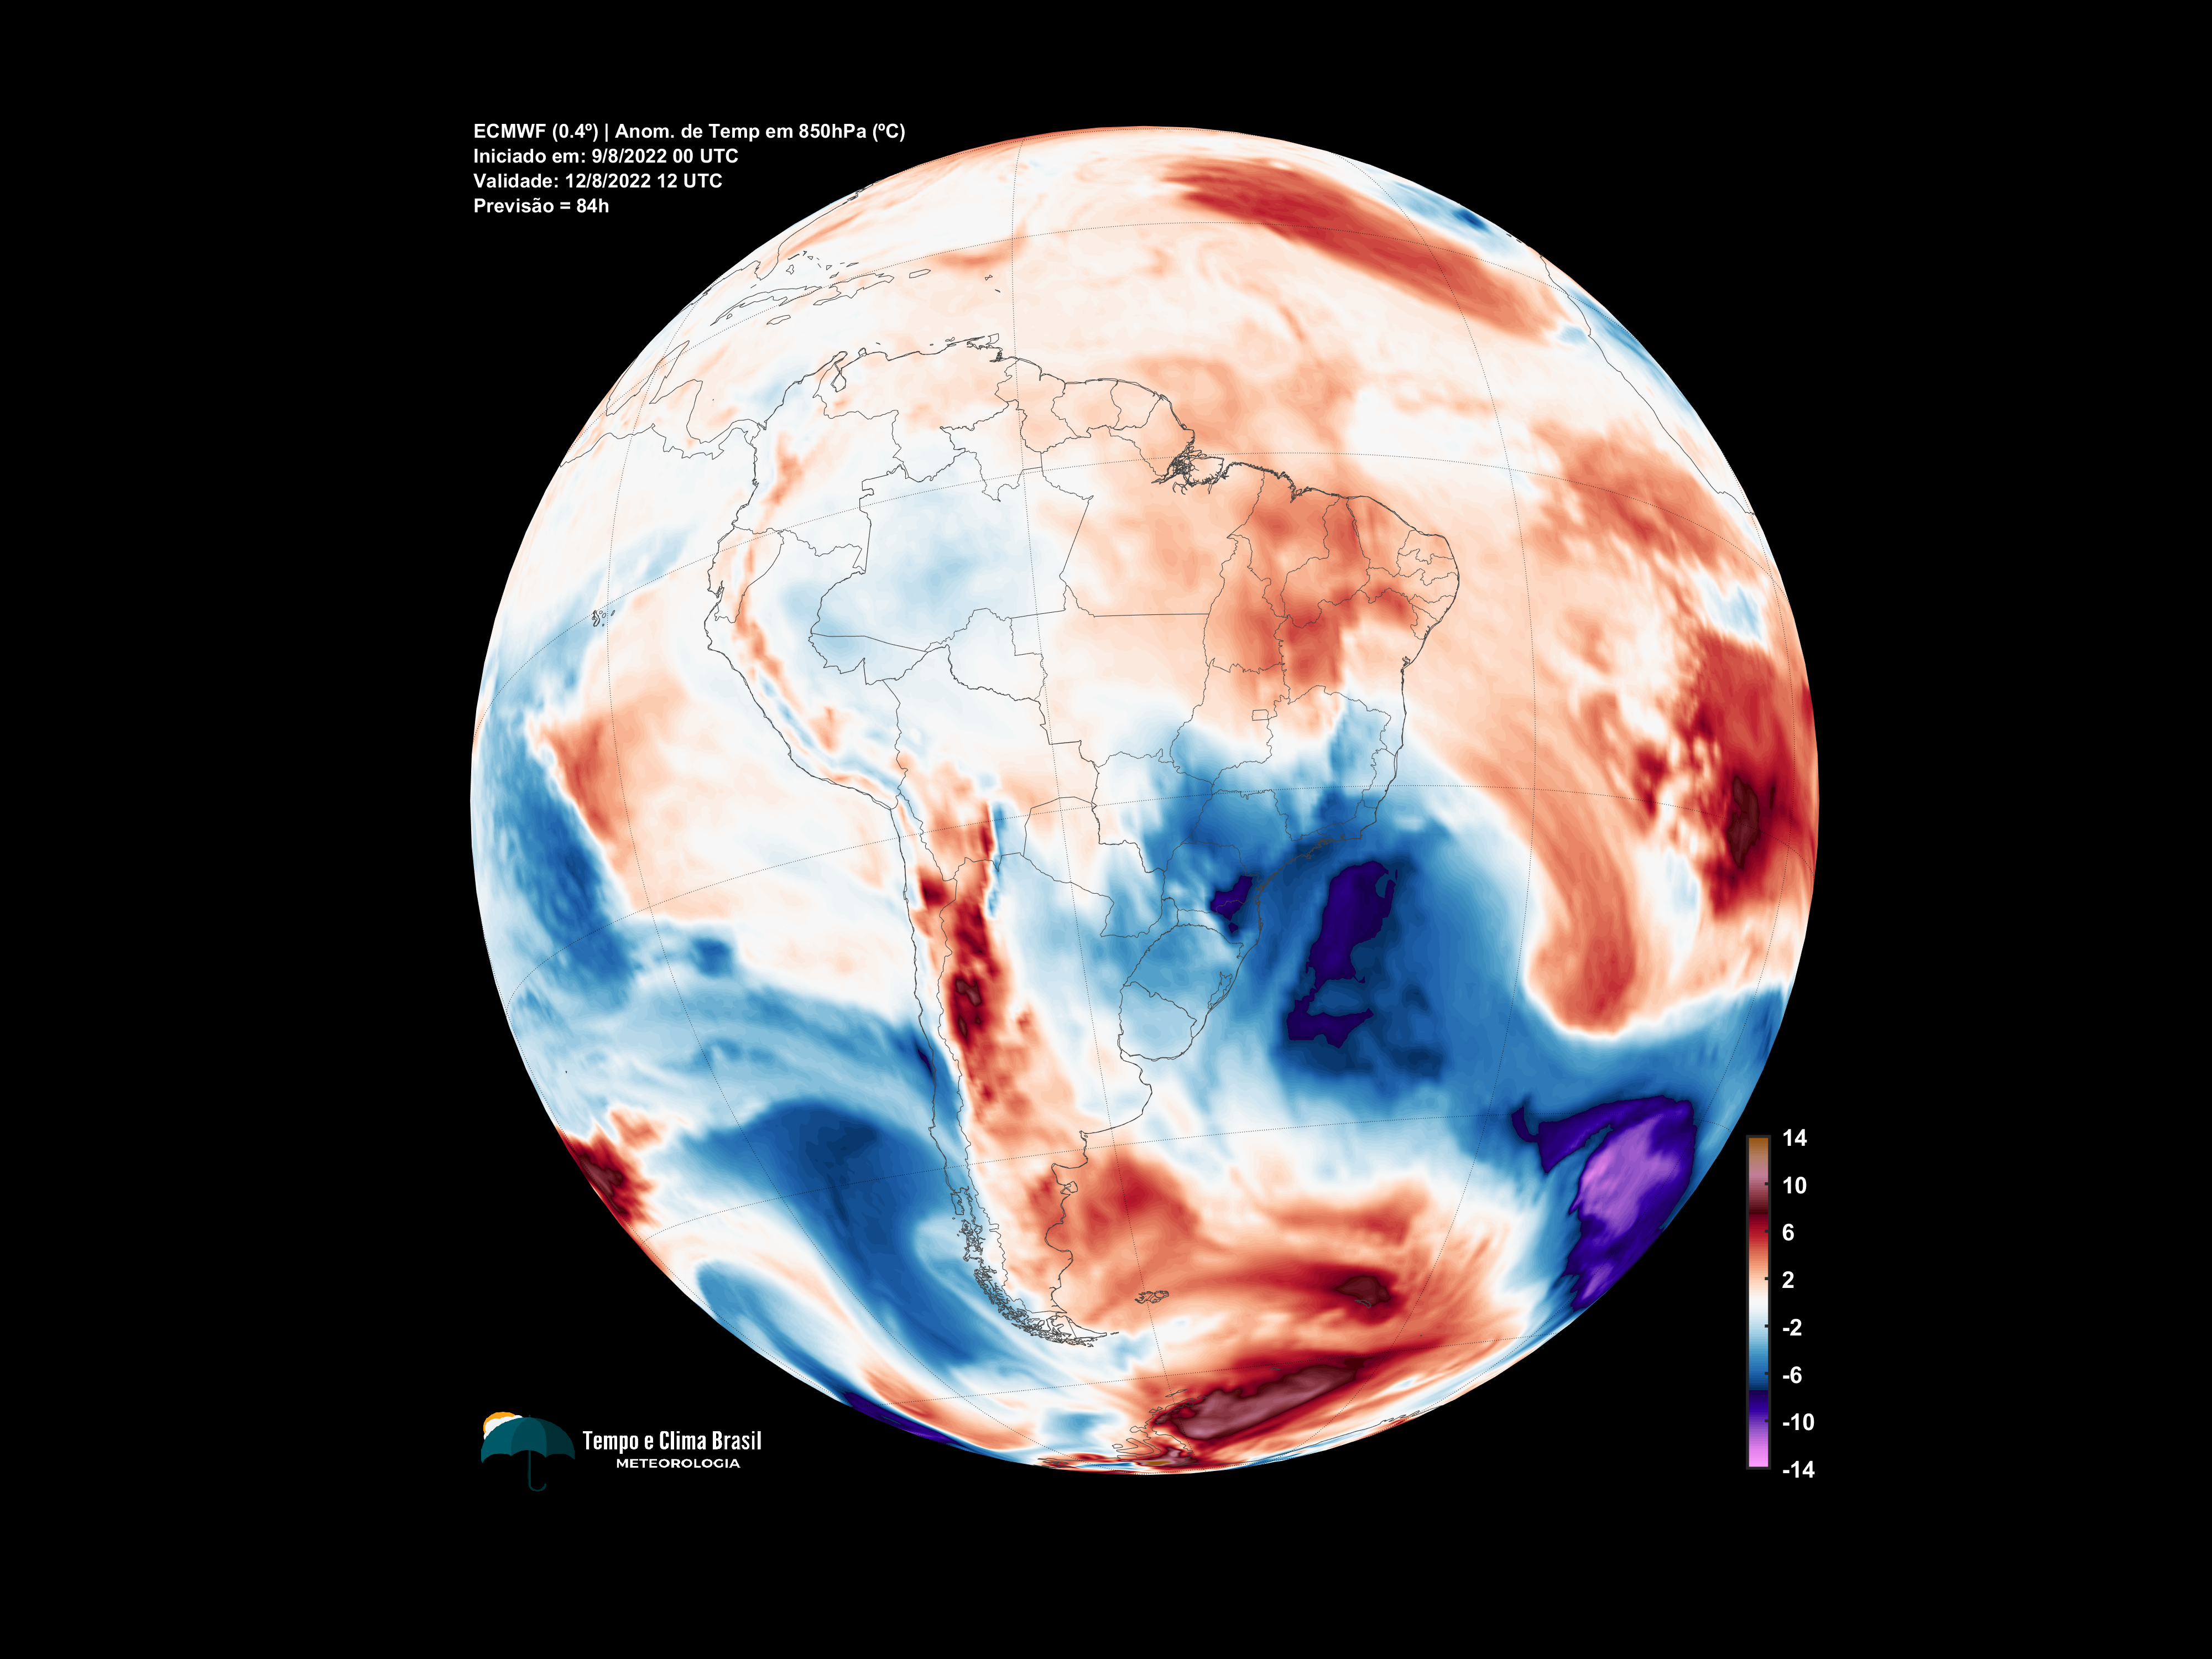 ECMWF (0.4º) | Anom. de Temp em 850hPa (ºC)
Iniciado em: 9/8/2022 00 UTC
Validade: 12/8/2022 12 UTC
Previsão = 84h
14
10
6
2
-2
-6
-10
-14
Tempo e Clima Brasil
METEOROLOGIA